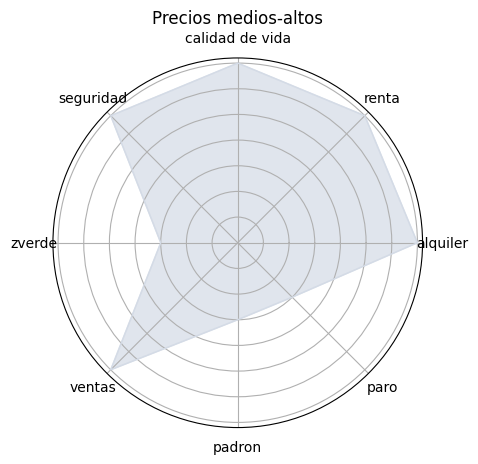 Precios medios-altos
calidad de vida
seguridad
renta
zverde
alquiler
ventas
paro
padron